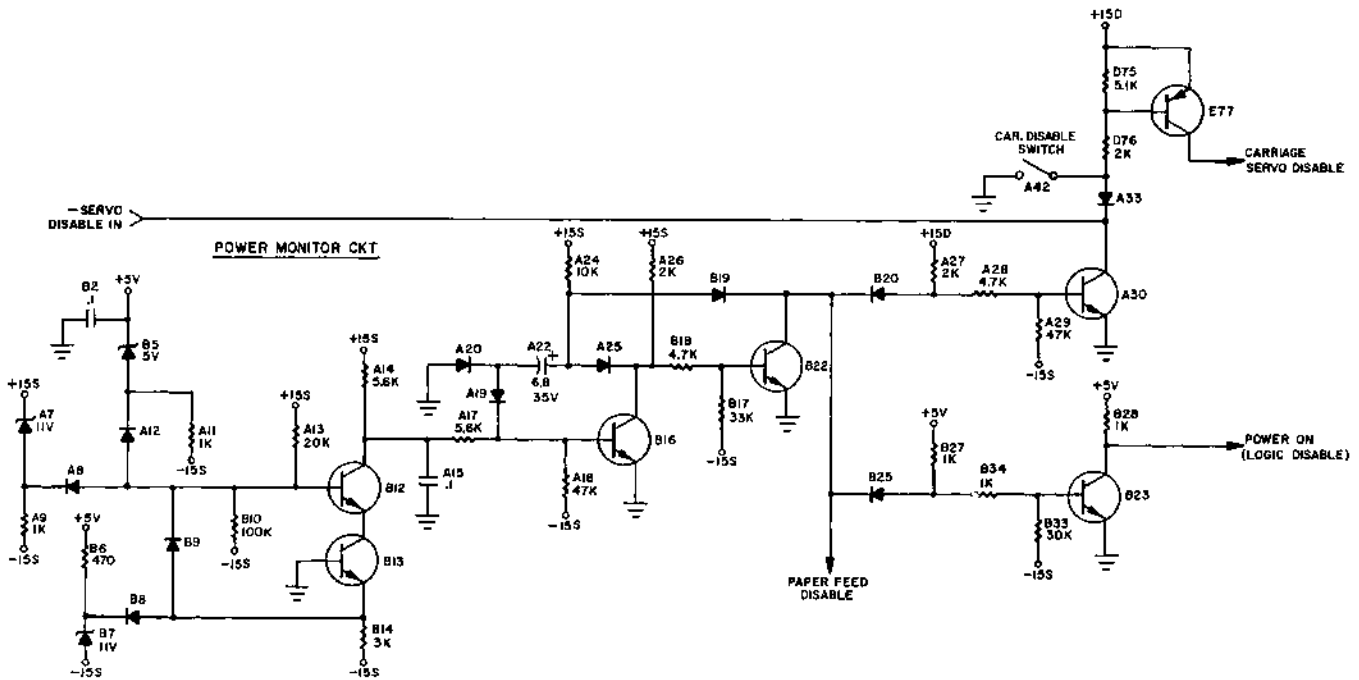 +15D
D75
5.1K
E77
CAR. DISABLE
SWITCH
D76
2K
CARRIAGE
SERVO DISABLE
A42
A33
-SERVO
DISABLE IN
POWER MONITOR CKT
+15S
A24
10K
+15S
A26
2K
B19
+15D
A27
2K
B20
A28
4.7K
A30
A29
47K
-15S
B2
.1
+5V
B5
5V
+15S
A14
5.6K
A20
A22
6.8
35V
A25
B18
4.7K
B22
A19
+15S
A7
11V
A12
A11
1K
-15S
+15S
A13
20K
A17
5.6K
B16
B17
33K
-15S
+5V
B28
1K
+5V
B27
1K
POWER ON
(LOGIC DISABLE)
A8
B12
A15
.1
A18
47K
-15S
B25
B34
1K
B23
A9
1K
-15S
+5V
B6
470
B9
B10
100K
-15S
B13
B33
30K
-15S
B8
B7
11V
-15S
B14
3K
-15S
PAPER FEED
DISABLE